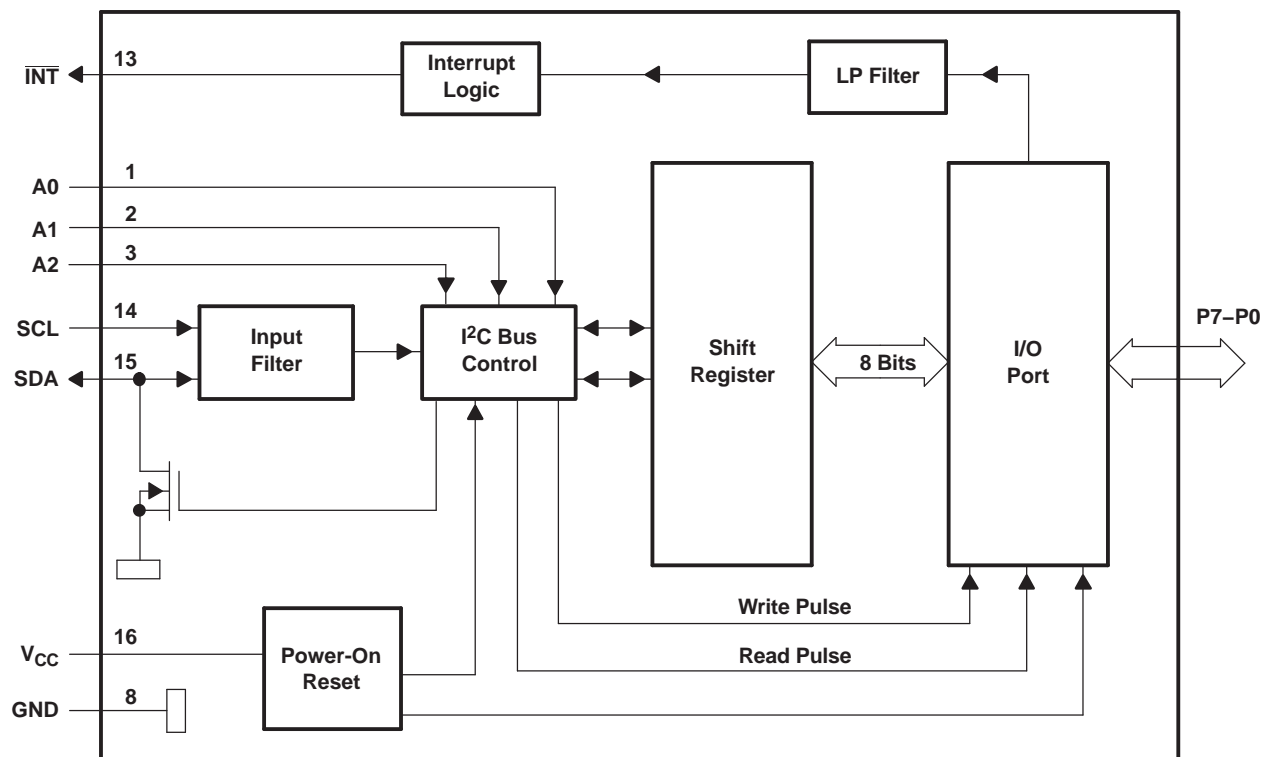 13
INT
Interrupt
Logic
LP Filter
1
A0
2
A1
3
A2
14
SCL
15
SDA
Input
Filter
I²C Bus
Control
Shift
Register
8 Bits
I/O
Port
P7–P0
Write Pulse
Read Pulse
16
VCC
Power-On
Reset
8
GND